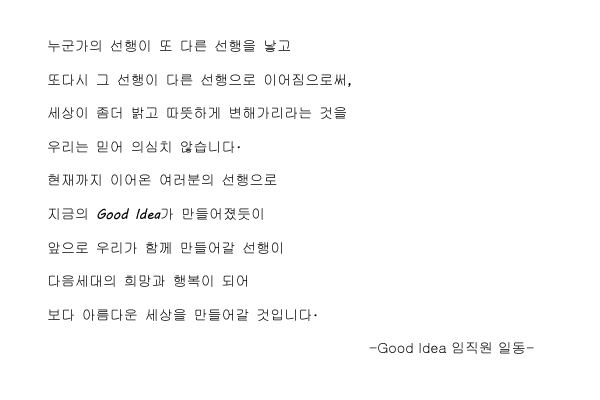 누군가의 선행이 또 다른 선행을 낳고
또다시 그 선행이 다른 선행으로 이어짐으로써,
세상이 좀더 밝고 따뜻하게 변해가리라는 것을
우리는 믿어 의심치 않습니다.
현재까지 이어온 여러분의 선행으로
지금의 Good Idea가 만들어졌듯이
앞으로 우리가 함께 만들어갈 선행이
다음세대의 희망과 행복이 되어
보다 아름다운 세상을 만들어갈 것입니다.
-Good Idea 임직원 일동-